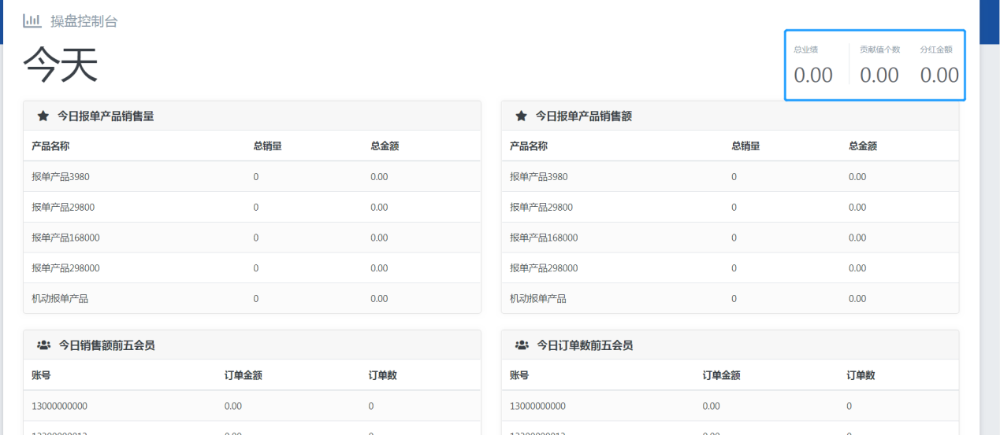 操盘控制台
今天
总业绩 贡献值个数 分红金额
0.00 0.00 0.00
今日报单产品销售量
产品名称 总销量 总金额
报单产品3980 0 0.00
报单产品29800 0 0.00
报单产品168000 0 0.00
报单产品298000 0 0.00
机动报单产品 0 0.00
今日报单产品销售额
产品名称 总销量 总金额
报单产品3980 0 0.00
报单产品29800 0 0.00
报单产品168000 0 0.00
报单产品298000 0 0.00
机动报单产品 0 0.00
今日销售额前五会员
账号 订单金额 订单数
13000000000 0.00 0
今日订单数前五会员
账号 订单金额 订单数
13000000000 0.00 0